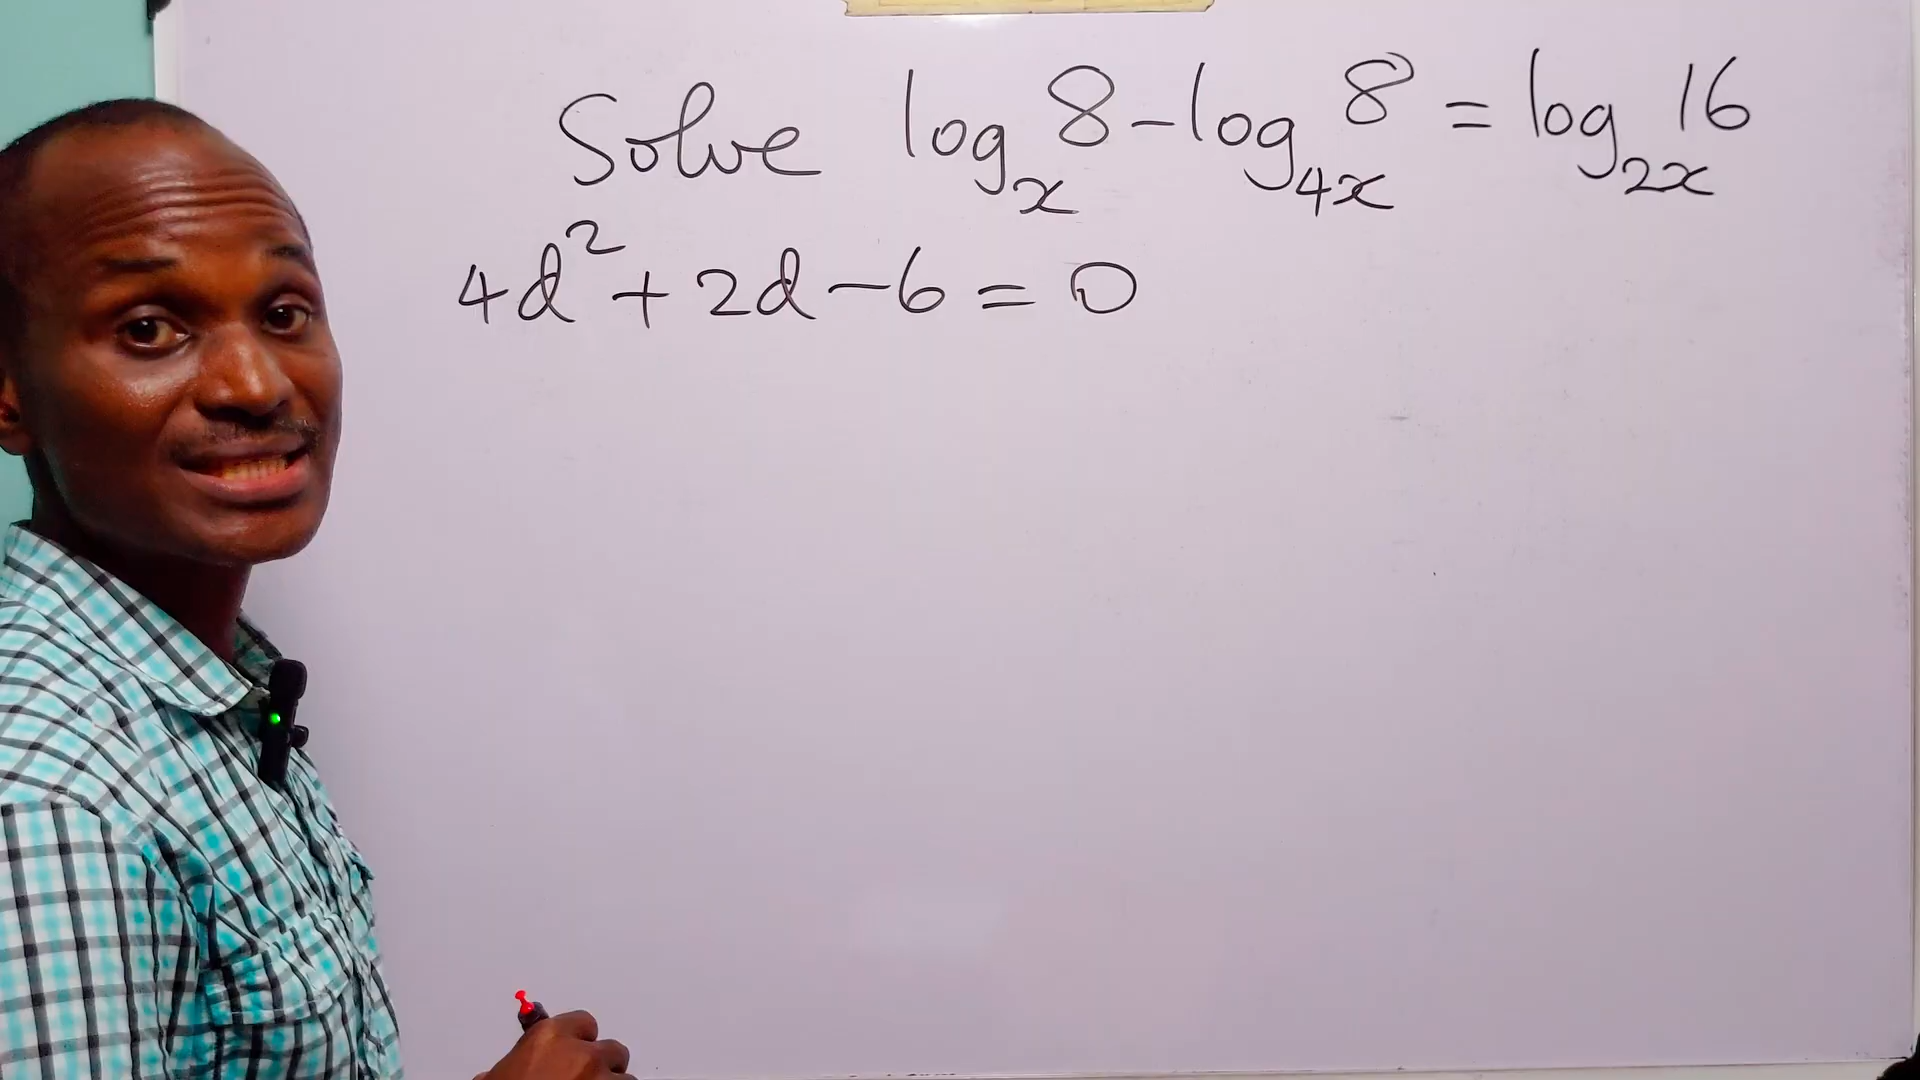 Solve log_x 8 - log_4x 8 = log_2x 16
4d² + 2d - 6 = 0